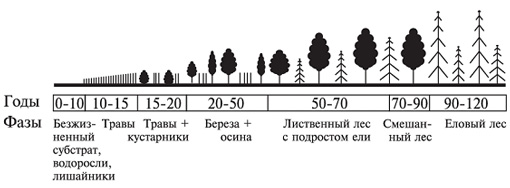 Годы 0-10 10-15 15-20 20-50 50-70 70-90 90-120
Фазы Безжиз- Травы Травы + Береза + Лиственный лес Смешан- Еловый лес
ненный кустарники осина с подростом ели ный лес
субстрат,
водоросли,
лишайники